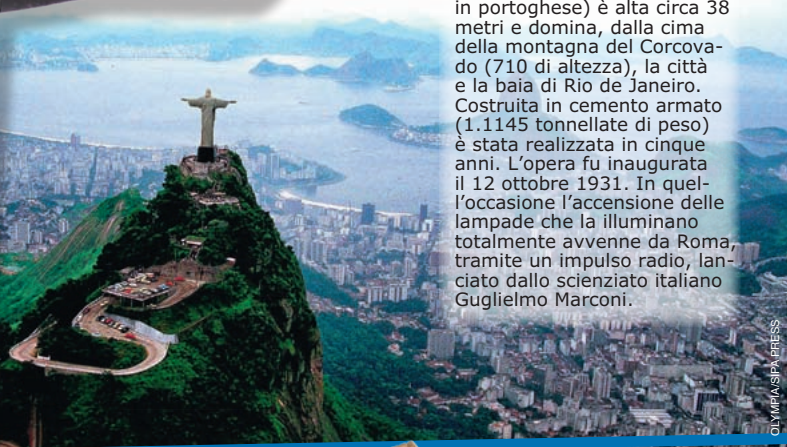 in portoghese) è alta circa 38
metri e domina, dalla cima
della montagna del Corcova-
do (710 di altezza), la città
e la baia di Rio de Janeiro.
Costruita in cemento armato
(1.1145 tonnellate di peso)
è stata realizzata in cinque
anni. L'opera fu inaugurata
il 12 ottobre 1931. In quel-
l'occasione l'accensione delle
lampade che la illuminano
totalmente avvenne da Roma,
tramite un impulso radio, lan-
ciato dallo scienziato italiano
Guglielmo Marconi.
OLYMPIA/SIPA PRESS